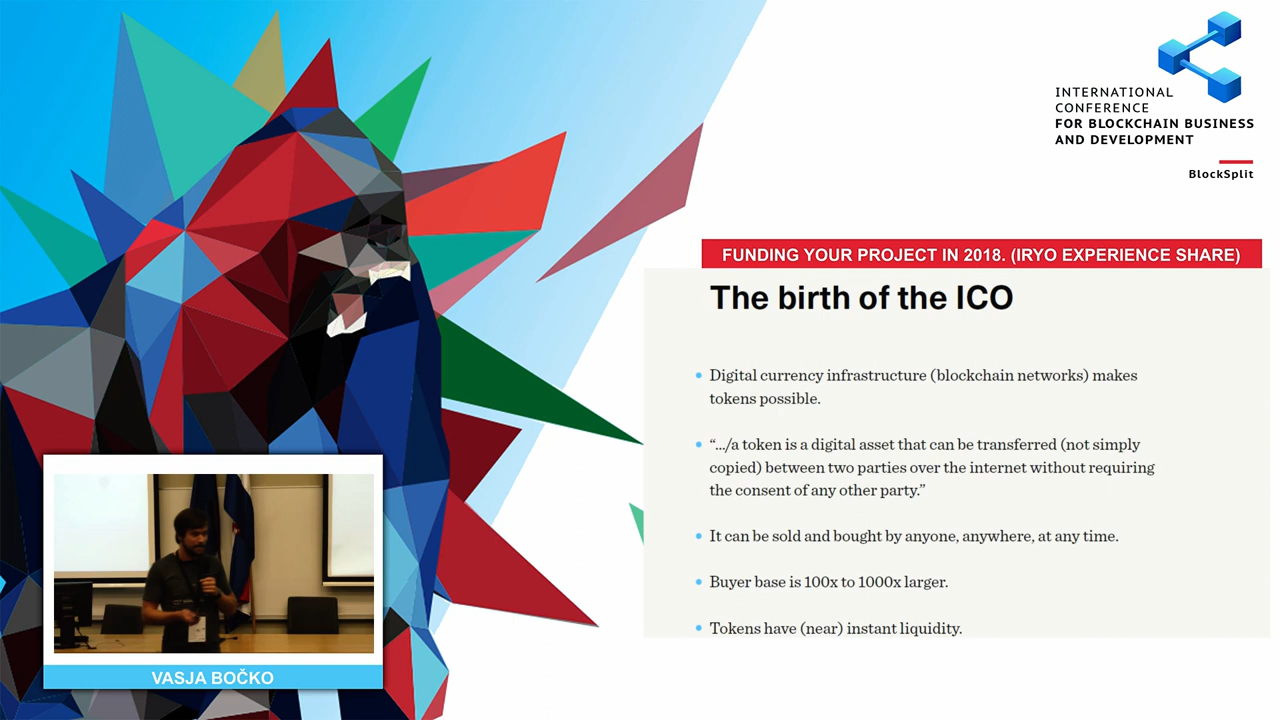 INTERNATIONAL
CONFERENCE
FOR BLOCKCHAIN BUSINESS
AND DEVELOPMENT
BlockSplit
FUNDING YOUR PROJECT IN 2018. (IRYO EXPERIENCE SHARE)
The birth of the ICO
• Digital currency infrastructure (blockchain networks) makes
tokens possible.
• “.../a token is a digital asset that can be transferred (not simply
copied) between two parties over the internet without requiring
the consent of any other party.”
• It can be sold and bought by anyone, anywhere, at any time.
• Buyer base is 100x to 1000x larger.
• Tokens have (near) instant liquidity.
VASJA BOČKO